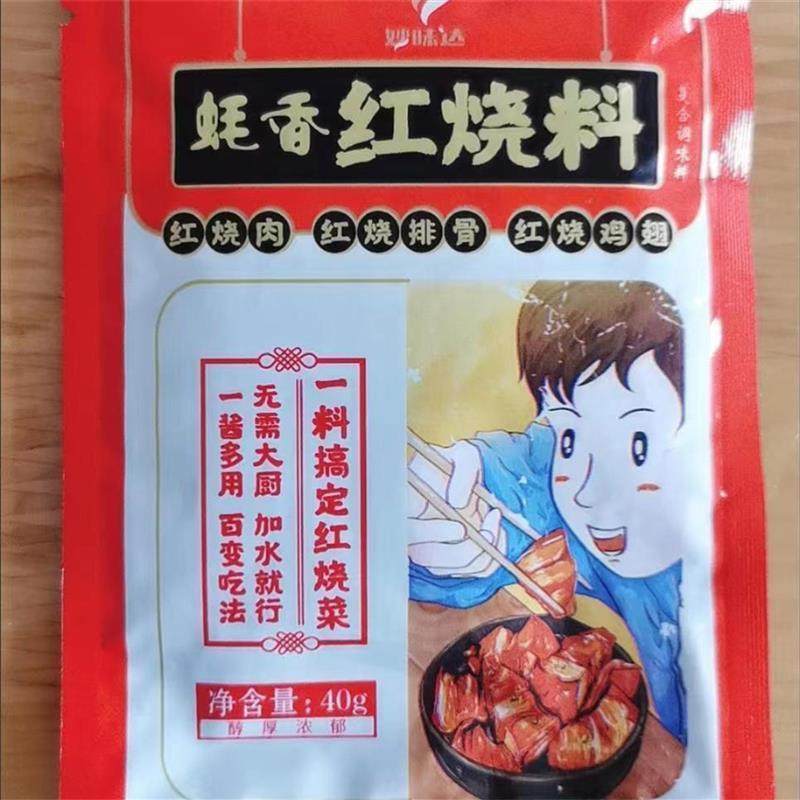 妙味达
蚝香红烧料
复合调味料
红烧肉 红烧排骨 红烧鸡翅
一料搞定红烧菜
无需大厨 加水就行
一酱多用 百变吃法
净含量：40g
醇厚浓郁